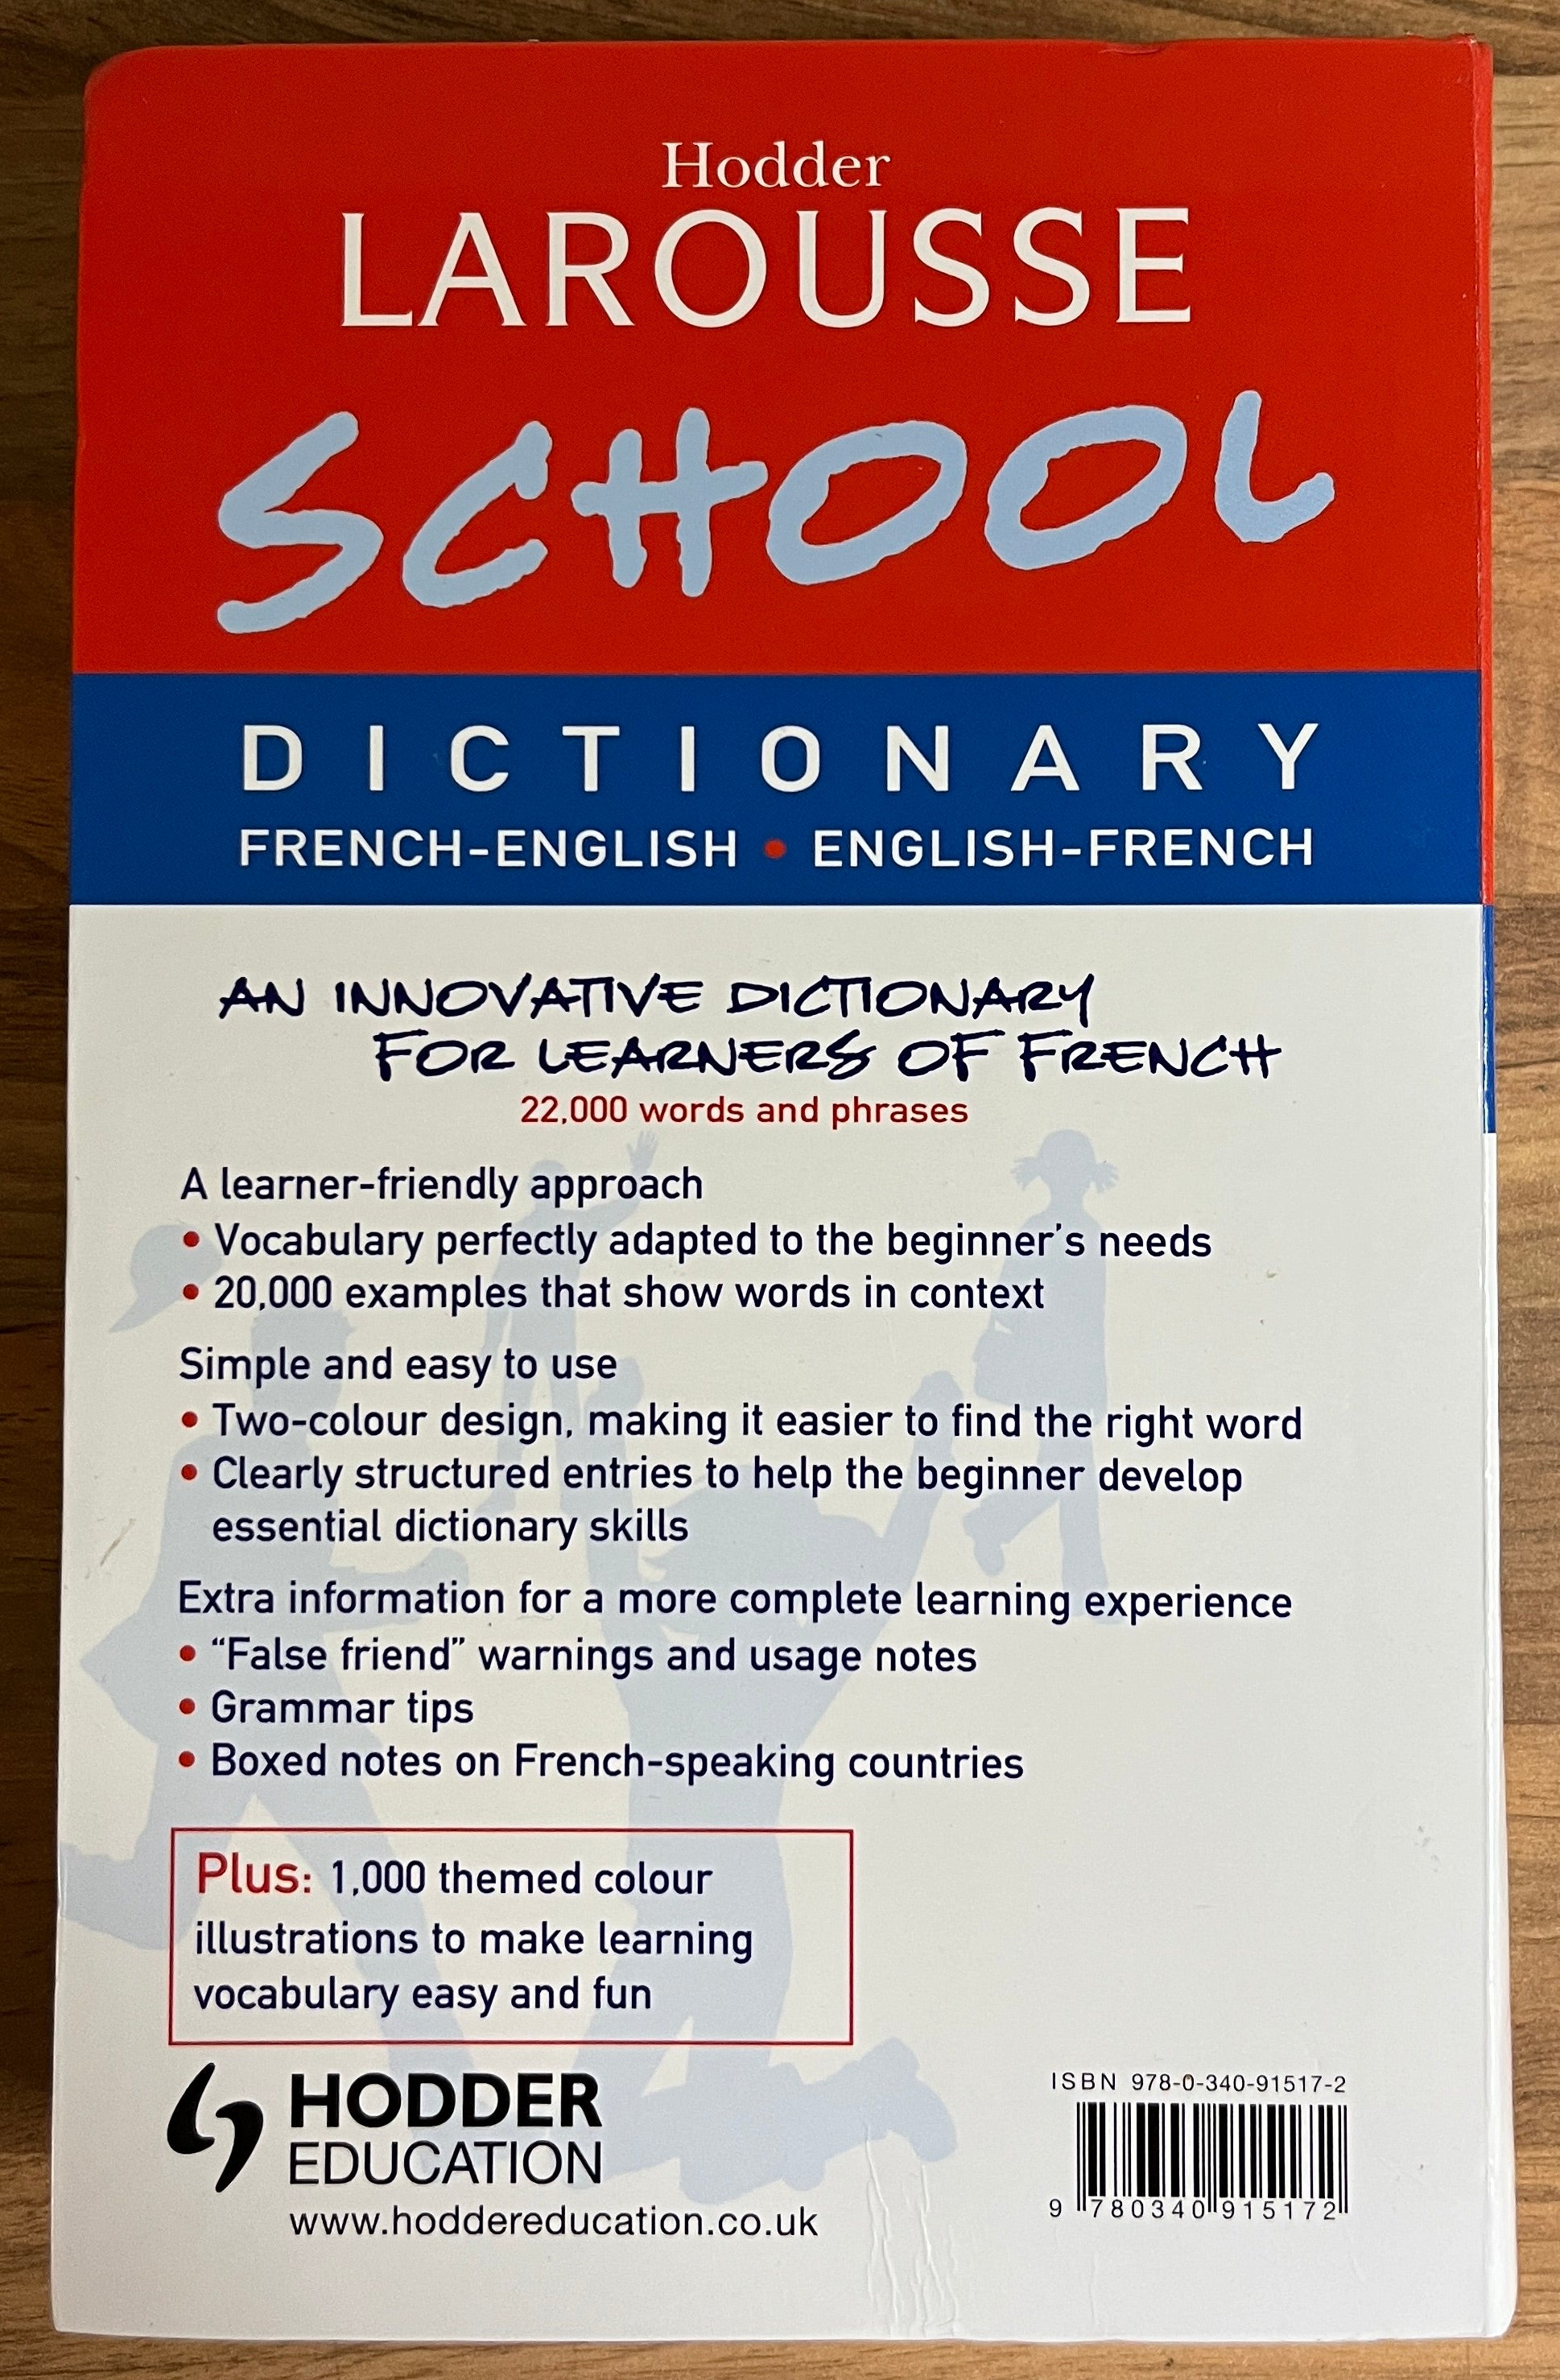 Hodder
LAROUSSE
SCHOOL
DICTIONARY
FRENCH-ENGLISH • ENGLISH-FRENCH
AN INNOVATIVE DICTIONARY
FOR LEARNERS OF FRENCH
22,000 words and phrases
A learner-friendly approach
• Vocabulary perfectly adapted to the beginner's needs
• 20,000 examples that show words in context
Simple and easy to use
• Two-colour design, making it easier to find the right word
• Clearly structured entries to help the beginner develop
essential dictionary skills
Extra information for a more complete learning experience
• “False friend” warnings and usage notes
• Grammar tips
• Boxed notes on French-speaking countries
Plus: 1,000 themed colour
illustrations to make learning
vocabulary easy and fun
HODDER
EDUCATION
www.hoddereducation.co.uk
ISBN 978-0-340-91517-2
9 780340 915172